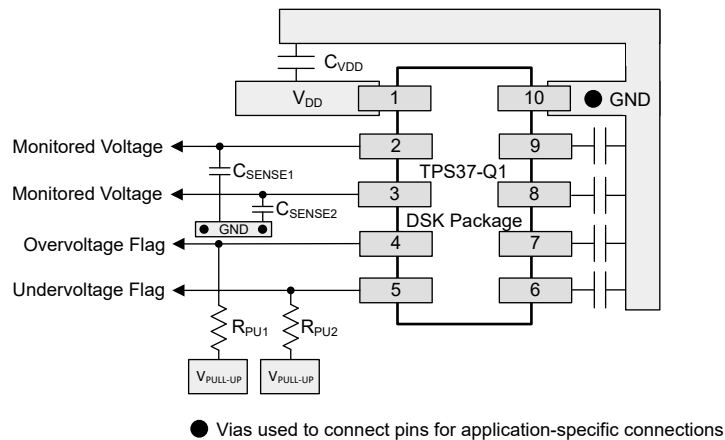 C_VDD
V_DD
1
10
GND
Monitored Voltage
2
9
C_SENSE1
TPS37-Q1
Monitored Voltage
3
8
C_SENSE2
GND
DSK Package
Overvoltage Flag
4
7
Undervoltage Flag
5
6
R_PU1
R_PU2
V_PULL-UP
V_PULL-UP
Vias used to connect pins for application-specific connections